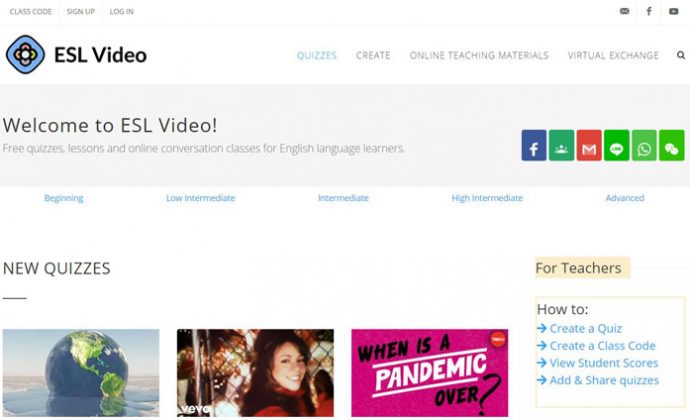 CLASS CODE SIGN UP LOG IN
ESL Video
QUIZZES CREATE ONLINE TEACHING MATERIALS VIRTUAL EXCHANGE
Welcome to ESL Video!
Free quizzes, lessons and online conversation classes for English language learners.
LINE
Beginning Low Intermediate Intermediate High Intermediate Advanced
NEW QUIZZES
For Teachers
How to:
Create a Quiz
Create a Class Code
View Student Scores
Add & Share quizzes
vevo
WHEN IS A
PANDEMIC
OVER?